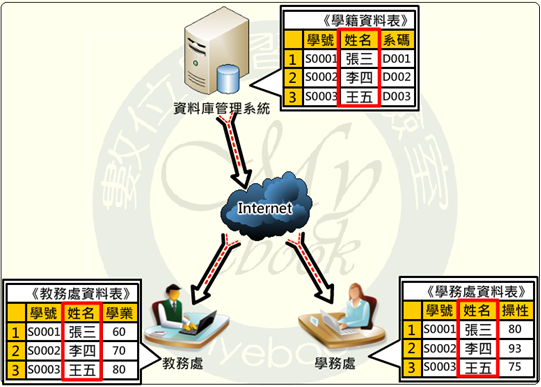 《學籍資料表》
學號 姓名 系碼
1 S0001 張三 D001
2 S0002 李四 D002
3 S0003 王五 D003
資料庫管理系統
Internet
《教務處資料表》
學號 姓名 學業
1 S0001 張三 60
2 S0002 李四 70
3 S0003 王五 80
教務處
《學務處資料表》
學號 姓名 操性
1 S0001 張三 80
2 S0002 李四 93
3 S0003 王五 75
學務處
My
ebook